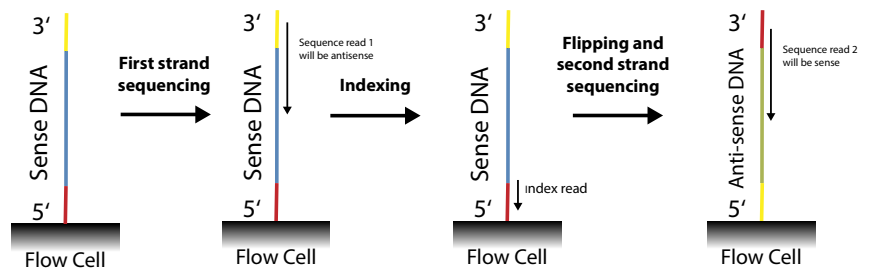 3‘
Sense DNA
5‘
Flow Cell
First strand
sequencing
3‘
Sequence read 1
will be antisense
Sense DNA
5‘
Flow Cell
Indexing
3‘
Sense DNA
Index read
5‘
Flow Cell
Flipping and
second strand
sequencing
3‘
Sequence read 2
will be sense
Anti-sense DNA
5‘
Flow Cell